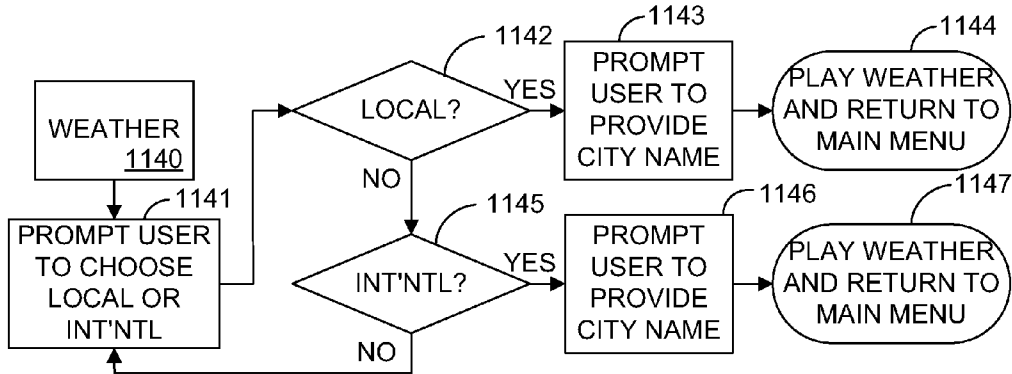 WEATHER
1140
1141
PROMPT USER
TO CHOOSE
LOCAL OR
INT'NTL
1142
LOCAL?
YES
NO
1143
PROMPT
USER TO
PROVIDE
CITY NAME
1144
PLAY WEATHER
AND RETURN TO
MAIN MENU
1145
INT'NTL?
YES
NO
1146
PROMPT
USER TO
PROVIDE
CITY NAME
1147
PLAY WEATHER
AND RETURN TO
MAIN MENU